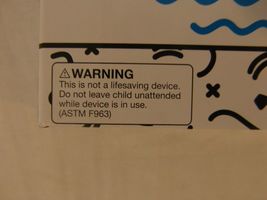 ⚠WARNING
This is not a lifesaving device.
Do not leave child unattended
while device is in use.
(ASTM F963)